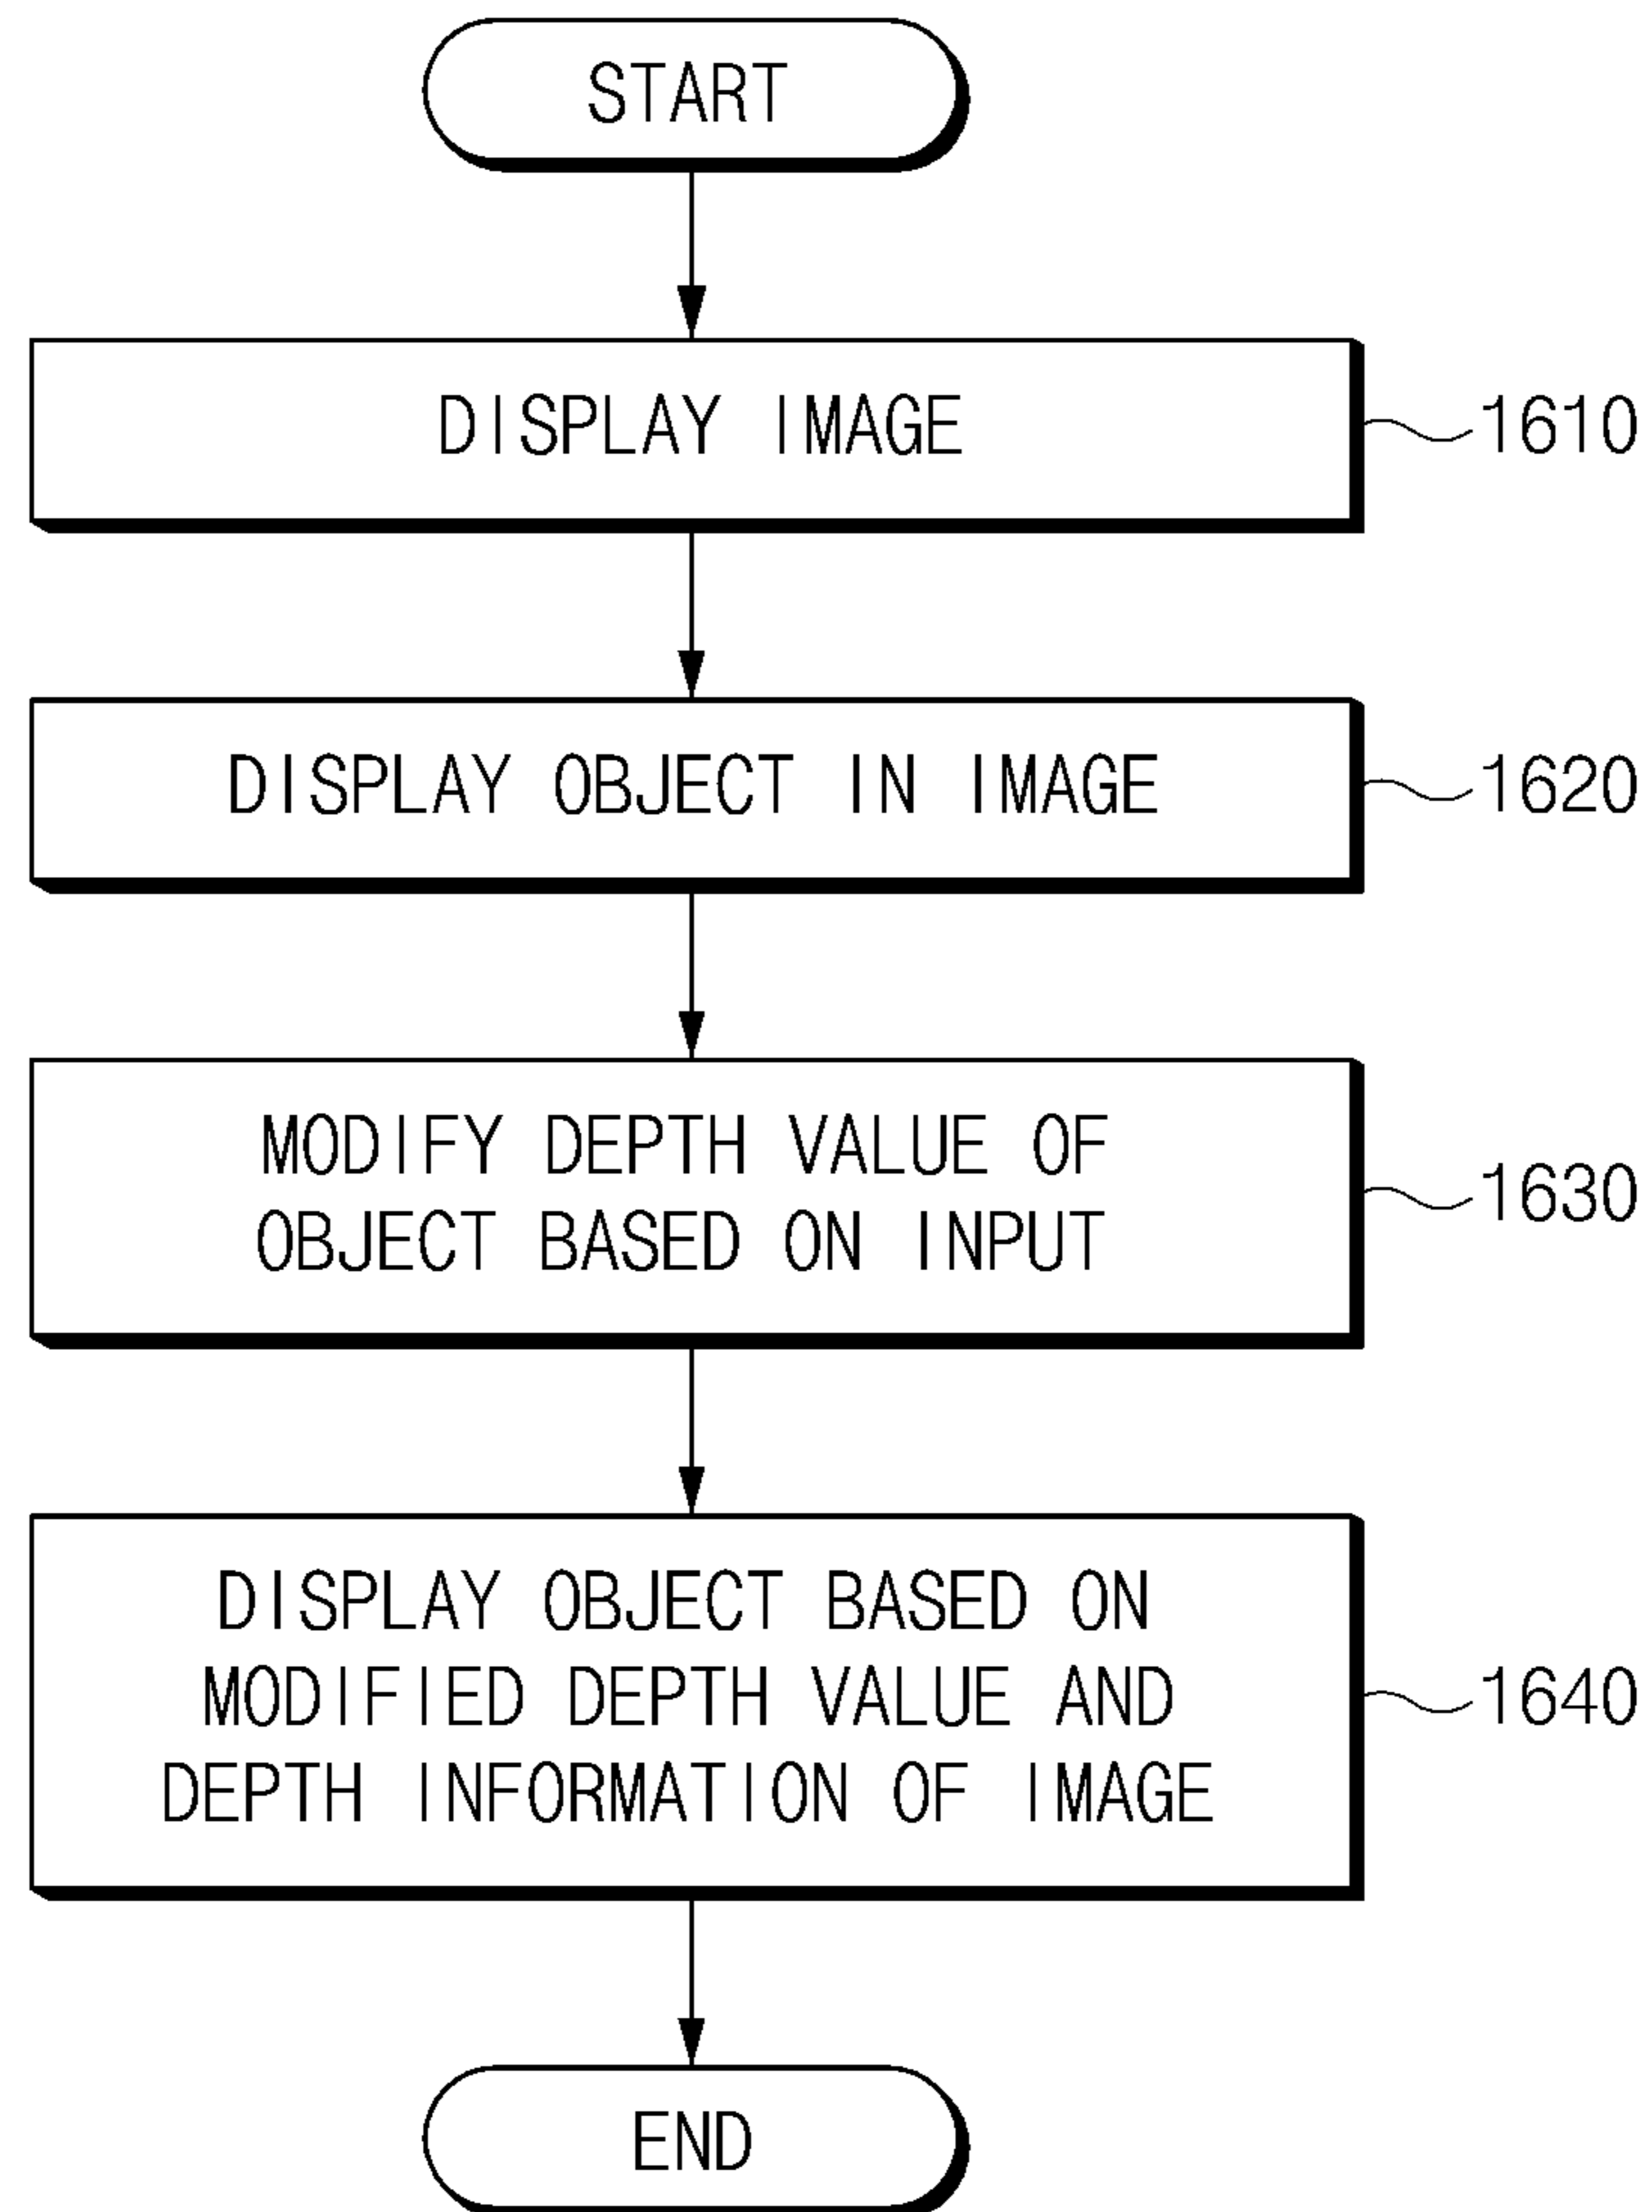 START
DISPLAY IMAGE
1610
DISPLAY OBJECT IN IMAGE
1620
MODIFY DEPTH VALUE OF
OBJECT BASED ON INPUT
1630
DISPLAY OBJECT BASED ON
MODIFIED DEPTH VALUE AND
DEPTH INFORMATION OF IMAGE
1640
END